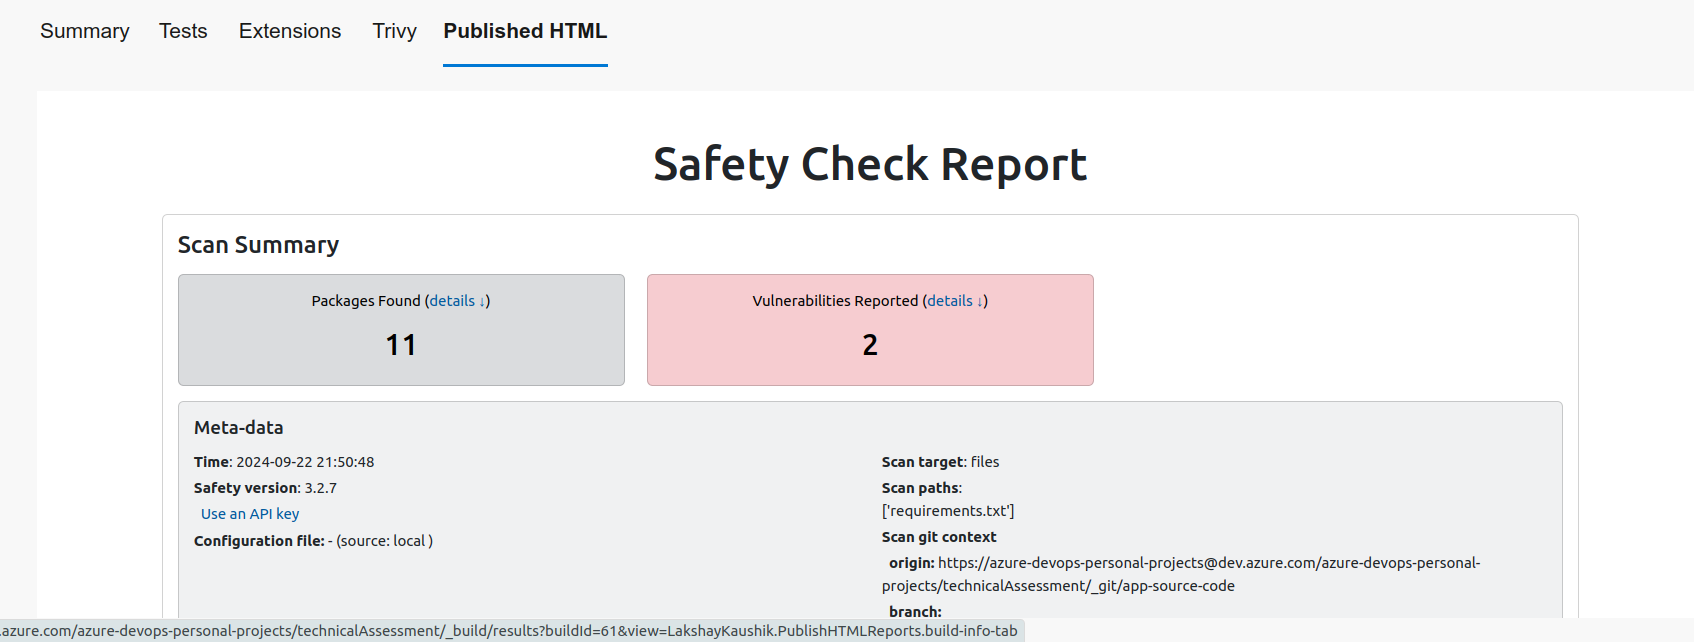 Summary Tests Extensions Trivy Published HTML
Safety Check Report
Scan Summary
Packages Found (details ↓)
11
Vulnerabilities Reported (details ↓)
2
Meta-data
Time: 2024-09-22 21:50:48
Safety version: 3.2.7
Use an API key
Configuration file: - (source: local )
Scan target: files
Scan paths:
['requirements.txt']
Scan git context
origin: https://azure-devops-personal-projects@dev.azure.com/azure-devops-personal-
projects/technicalAssessment/_git/app-source-code
branch:
.azure.com/azure-devops-personal-projects/technicalAssessment/_build/results?buildId=61&view=LakshayKaushik.PublishHTMLReports.build-info-tab